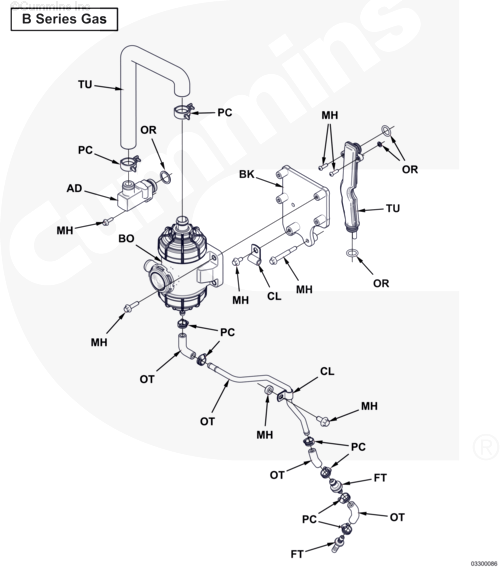 ©Cummins Inc
B Series Gas
TU
PC
OR
PC
AD
MH
BO
MH
BK
MH
OR
TU
OR
MH
CL
MH
PC
OT
PC
OT
CL
MH
MH
PC
OT
FT
PC
OT
FT
Cummins
®
03300086